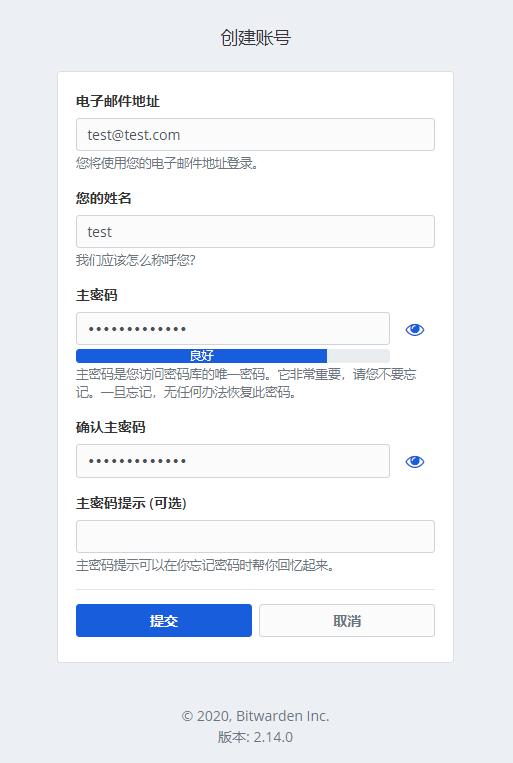 创建账号
电子邮件地址
test@test.com
您将使用您的电子邮件地址登录。
您的姓名
test
我们应该怎么称呼您？
主密码
•••••••••••••
良好
主密码是您访问密码库的唯一密码。它非常重要，请您不要忘
记。一旦忘记，无任何办法恢复此密码。
确认主密码
•••••••••••••
主密码提示 (可选)
主密码提示可以在你忘记密码时帮你回忆起来。
提交
取消
© 2020, Bitwarden Inc.
版本: 2.14.0